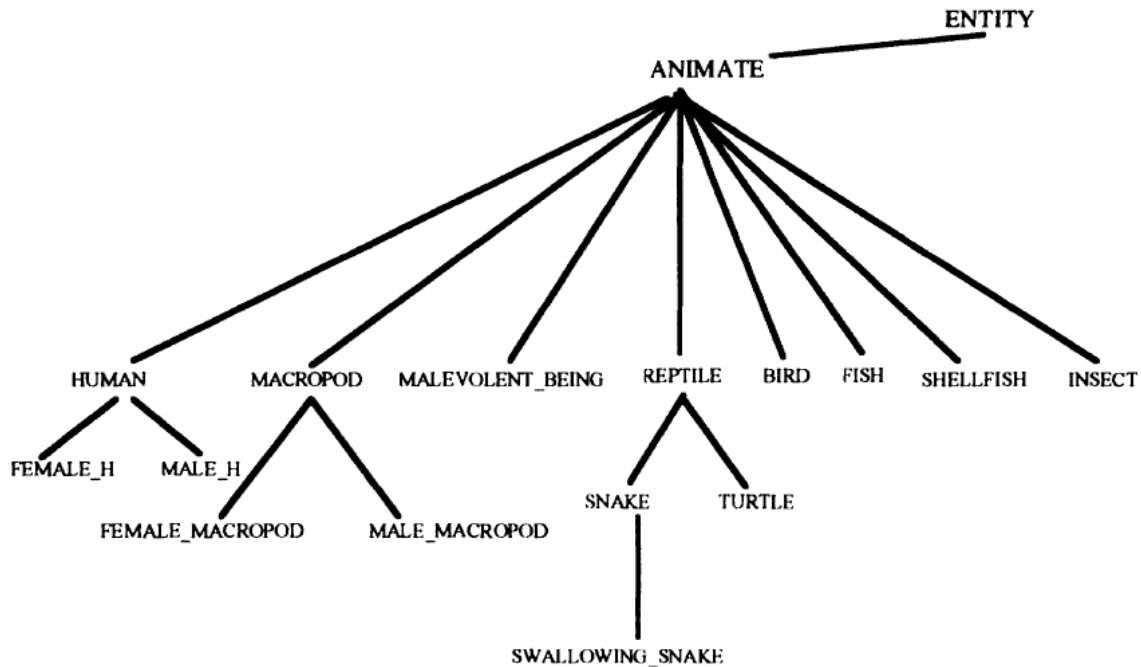 ENTITY
ANIMATE
HUMAN MACROPOD MALEVOLENT_BEING REPTILE BIRD FISH SHELLFISH INSECT
FEMALE_H MALE_H
SNAKE TURTLE
FEMALE_MACROPOD MALE_MACROPOD
SWALLOWING_SNAKE